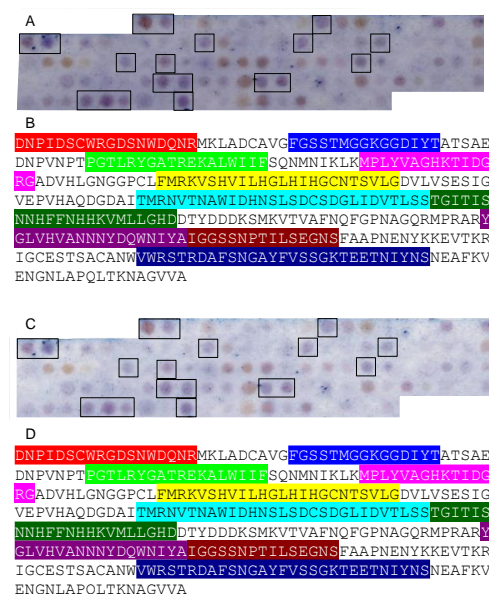 A
B
DNPIDSCWRGDSNWDQNRMKLADCAVGFGSSTMGGKGGDIYTATSAE
DNPVNPTPGTLRYGATREKALWIIFSQNMNIKLKMPLYVAGHKTIDG
RGADVHLGNGGPCLFMRKVSHVILHGLHIHGCNTSVLGDVLVSESIG
VEPVHAQDGDAITMRNVTNAWIDHNSLSDCSDGLIDVTLSSTGITIS
NNHFFNHHKVMLLGHDDTYDDDKSMKVTVAFNQFGPNAGQRMPRARY
GLVHVANNNYDQWNIYAIGGSSNPTILSEGNSFAAPNENYKKEVTKR
IGCESTSACANWVWRSTRDAFSNGAYFVSSGKTEETNIYNSNEAFKV
ENGNLAPQLTKNAGVVA
C
D
DNPIDSCWRGDSNWDQNRMKLADCAVGFGSSTMGGKGGDIYTATSAE
DNPVNPTPGTLRYGATREKALWIIFSQNMNIKLKMPLYVAGHKTIDG
RGADVHLGNGGPCLFMRKVSHVILHGLHIHGCNTSVLGDVLVSESIG
VEPVHAQDGDAITMRNVTNAWIDHNSLSDCSDGLIDVTLSSTGITIS
NNHFFNHHKVMLLGHDDTYDDDKSMKVTVAFNQFGPNAGQRMPRARY
GLVHVANNNYDQWNIYAIGGSSNPTILSEGNSFAAPNENYKKEVTKR
IGCESTSACANWVWRSTRDAFSNGAYFVSSGKTEETNIYNSNEAFKV
ENGNLAPQLTKNAGVVA